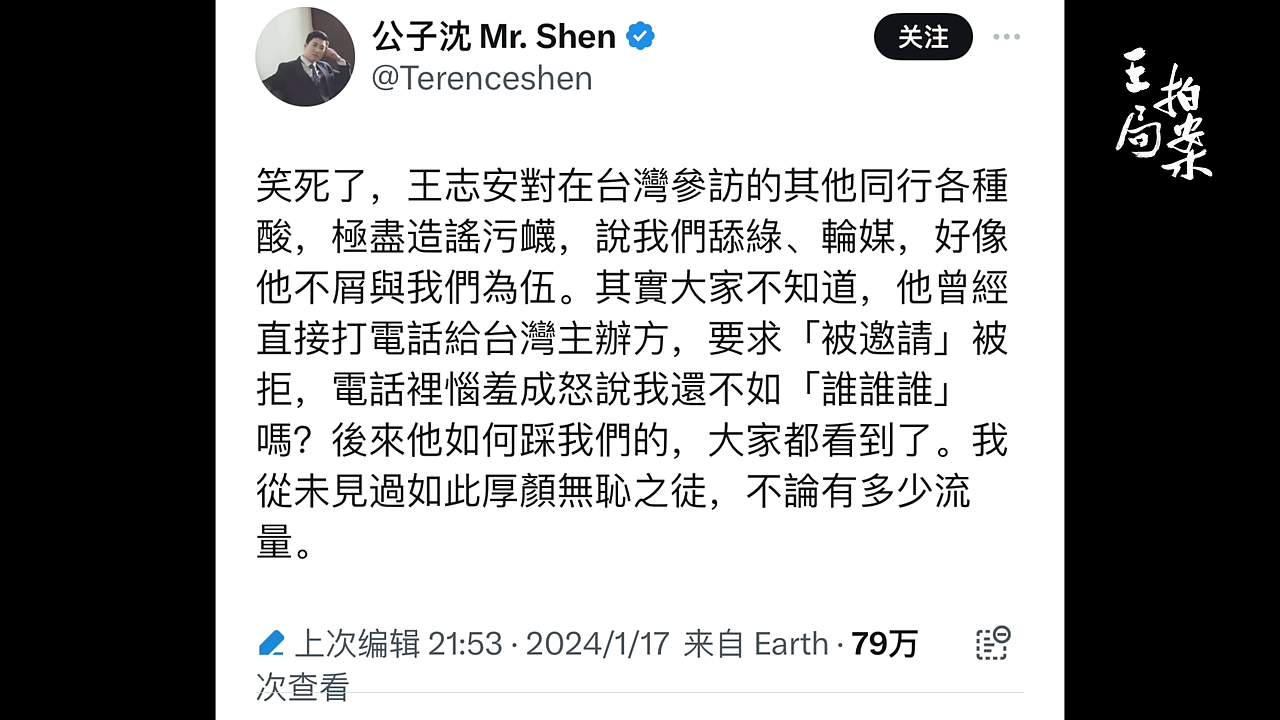 公子沈 Mr. Shen
@Terenceshen
关注
王局拍案
笑死了，王志安對在台灣參訪的其他同行各種
酸，極盡造謠污衊，說我們舔綠、輪媒，好像
他不屑與我們為伍。其實大家不知道，他曾經
直接打電話給台灣主辦方，要求「被邀請」被
拒，電話裡惱羞成怒說我還不如「誰誰誰」
嗎？後來他如何踩我們的，大家都看到了。我
從未見過如此厚顏無恥之徒，不論有多少流
量。
上次编辑 21:53 · 2024/1/17 来自 Earth · 79万
次查看